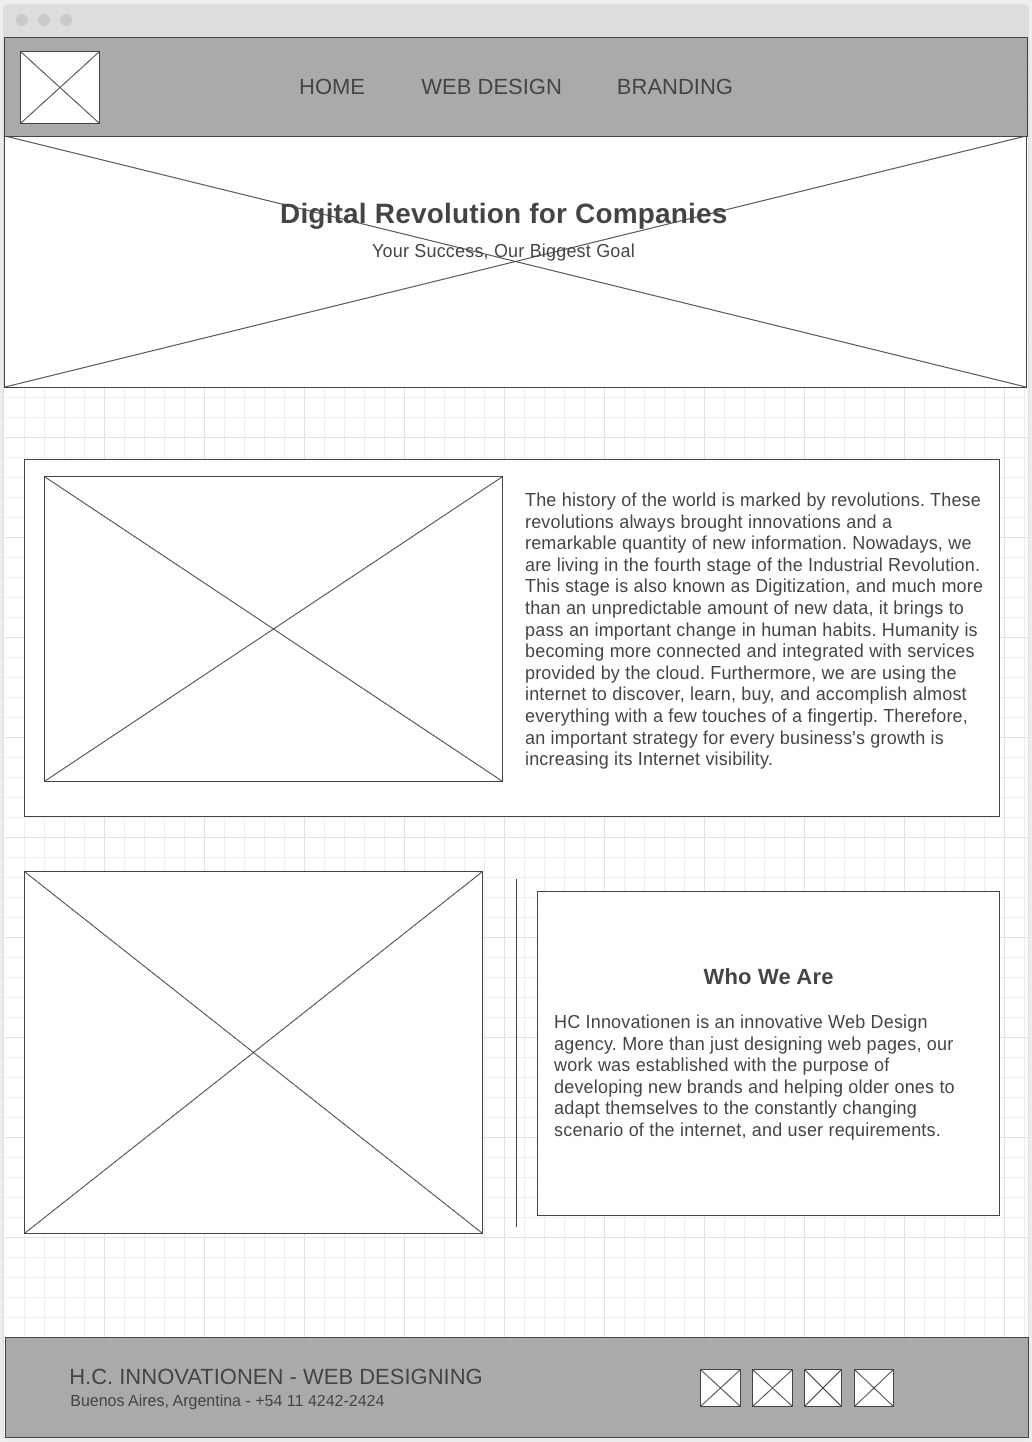 HOME WEB DESIGN BRANDING
Digital Revolution for Companies
Your Success, Our Biggest Goal
The history of the world is marked by revolutions. These
revolutions always brought innovations and a
remarkable quantity of new information. Nowadays, we
are living in the fourth stage of the Industrial Revolution.
This stage is also known as Digitization, and much more
than an unpredictable amount of new data, it brings to
pass an important change in human habits. Humanity is
becoming more connected and integrated with services
provided by the cloud. Furthermore, we are using the
internet to discover, learn, buy, and accomplish almost
everything with a few touches of a fingertip. Therefore,
an important strategy for every business's growth is
increasing its Internet visibility.
Who We Are
HC Innovationen is an innovative Web Design
agency. More than just designing web pages, our
work was established with the purpose of
developing new brands and helping older ones to
adapt themselves to the constantly changing
scenario of the internet, and user requirements.
H.C. INNOVATIONEN - WEB DESIGNING
Buenos Aires, Argentina - +54 11 4242-2424